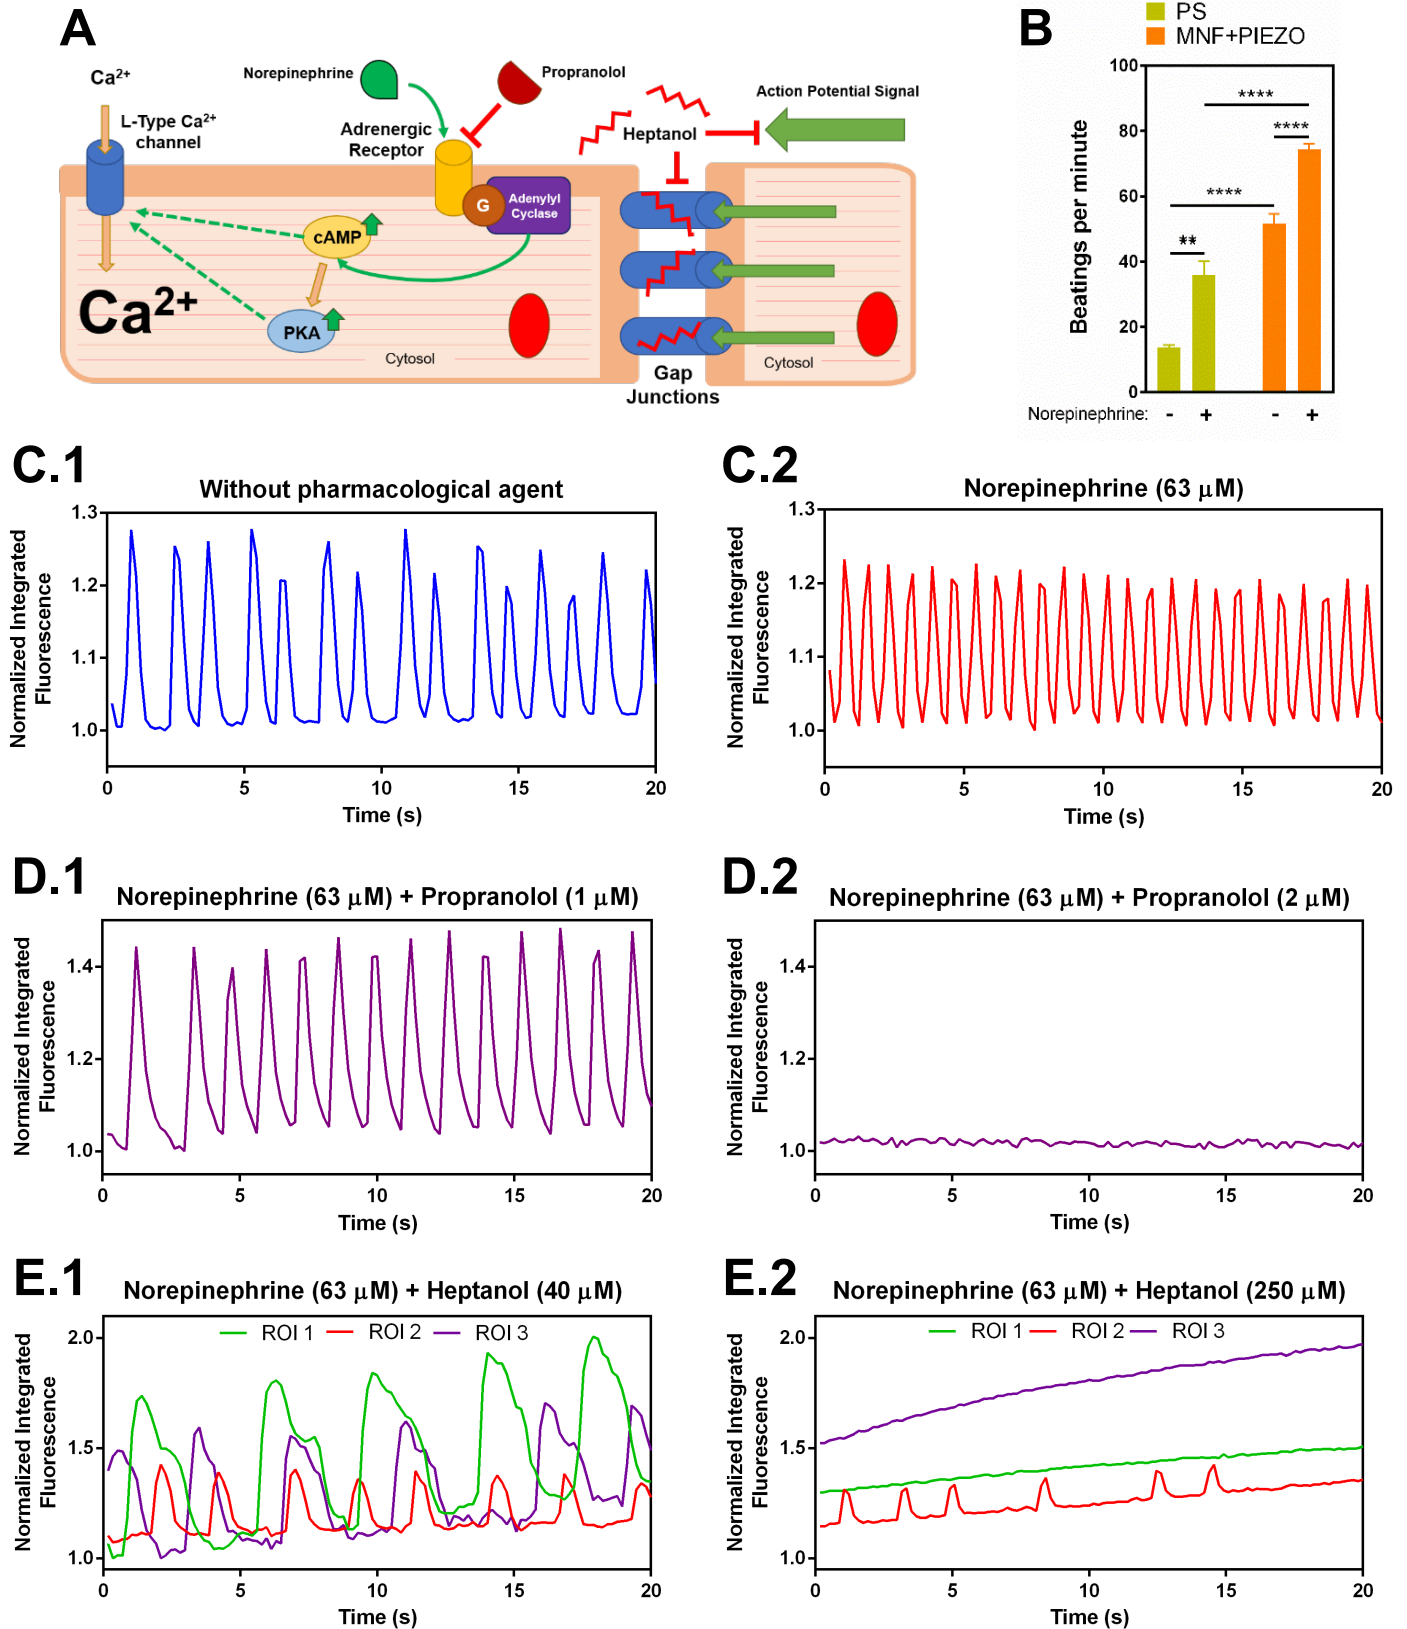 A
Ca2+
L-Type Ca2+
channel
Norepinephrine
Propranolol
Adrenergic
Receptor
G
Adenylyl
Cyclase
cAMP
PKA
Ca2+
Cytosol
Heptanol
Action Potential Signal
Gap
Junctions
Cytosol
B
PS
MNF+PIEZO
Beatings per minute
100
80
60
40
20
0
****
****
****
**
Norepinephrine: - + - +
C.1
Without pharmacological agent
Normalized Integrated
Fluorescence
1.3
1.2
1.1
1.0
0 5 10 15 20
Time (s)
C.2
Norepinephrine (63 µM)
Normalized Integrated
Fluorescence
1.3
1.2
1.1
1.0
0 5 10 15 20
Time (s)
D.1
Norepinephrine (63 µM) + Propranolol (1 µM)
Normalized Integrated
Fluorescence
1.4
1.2
1.0
0 5 10 15 20
Time (s)
D.2
Norepinephrine (63 µM) + Propranolol (2 µM)
Normalized Integrated
Fluorescence
1.4
1.2
1.0
0 5 10 15 20
Time (s)
E.1
Norepinephrine (63 µM) + Heptanol (40 µM)
ROI 1 ROI 2 ROI 3
Normalized Integrated
Fluorescence
2.0
1.5
1.0
0 5 10 15 20
Time (s)
E.2
Norepinephrine (63 µM) + Heptanol (250 µM)
ROI 1 ROI 2 ROI 3
Normalized Integrated
Fluorescence
2.0
1.5
1.0
0 5 10 15 20
Time (s)